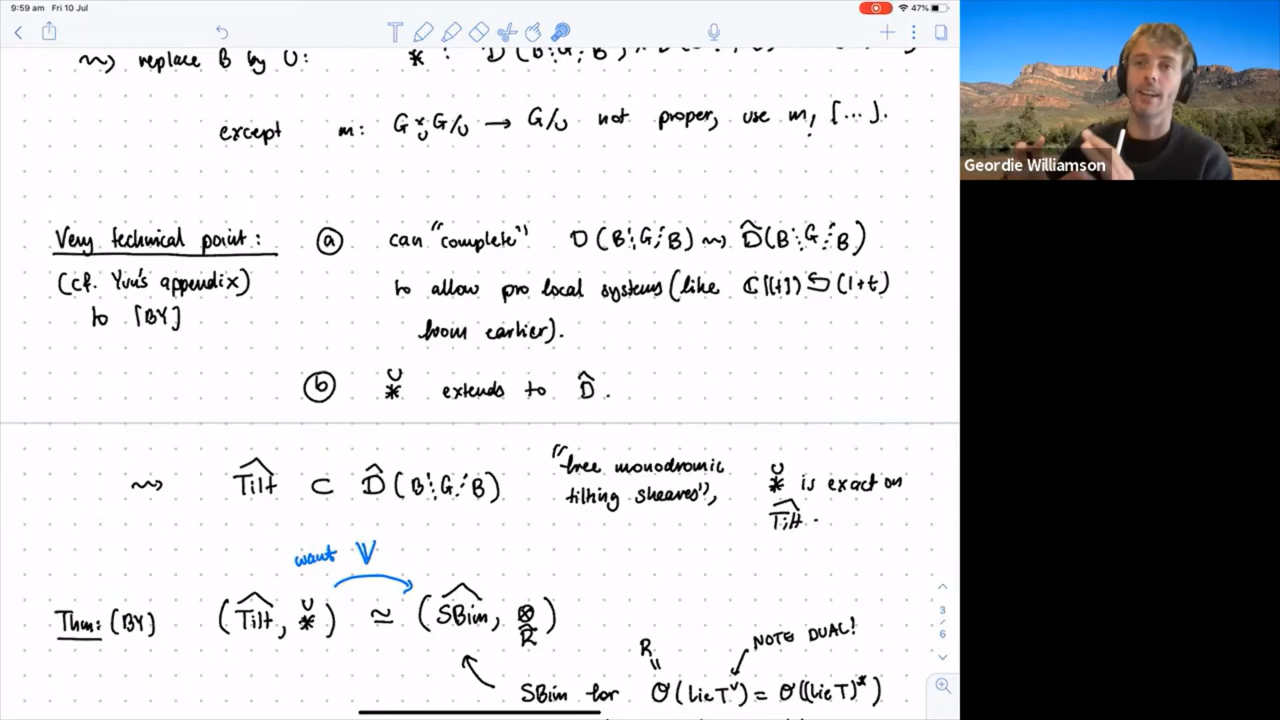 9:59 am Fri 10 Jul
47%
⇝ replace B by U: * : D(B⋮G⋮B)
except m: G ×_U G/U → G/U not proper, use m! [...].
Very technical point: ⓐ can "complete" D(B⋮G⋮B) ⇝ D̂(B⋮G⋮B)
(cf. Yun's appendix) to allow pro local systems (like ℂ[[t]] ↺ (1+t)
to [BY] from earlier).
ⓑ *^U extends to D̂.
⇝ T̂ilt ⊂ D̂(B⋮G⋮B) "free monodromic tilting sheaves", *^U is exact on T̂ilt.
want 𝕍
Thm: [BY] (T̂ilt, *^U) ≃ (ŜBim, ⊗_R̂)
R NOTE DUAL!
SBim for O(Lie T^∨) = O((Lie T)*)
Geordie Williamson
3
6